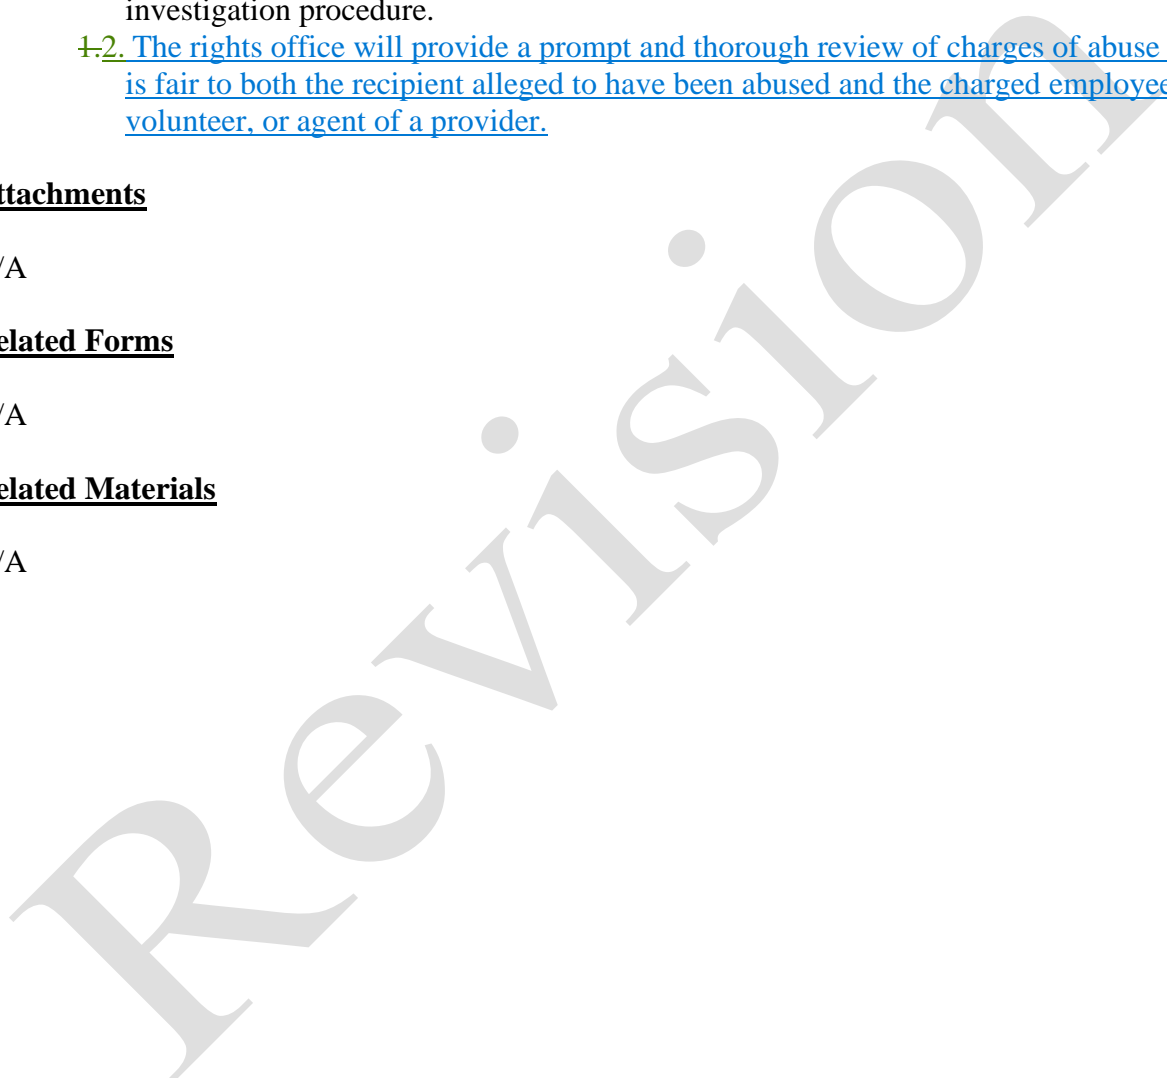 investigation procedure.
1.2. The rights office will provide a prompt and thorough review of charges of abuse
is fair to both the recipient alleged to have been abused and the charged employee
volunteer, or agent of a provider.
ttachments
/A
elated Forms
/A
elated Materials
/A
Revision